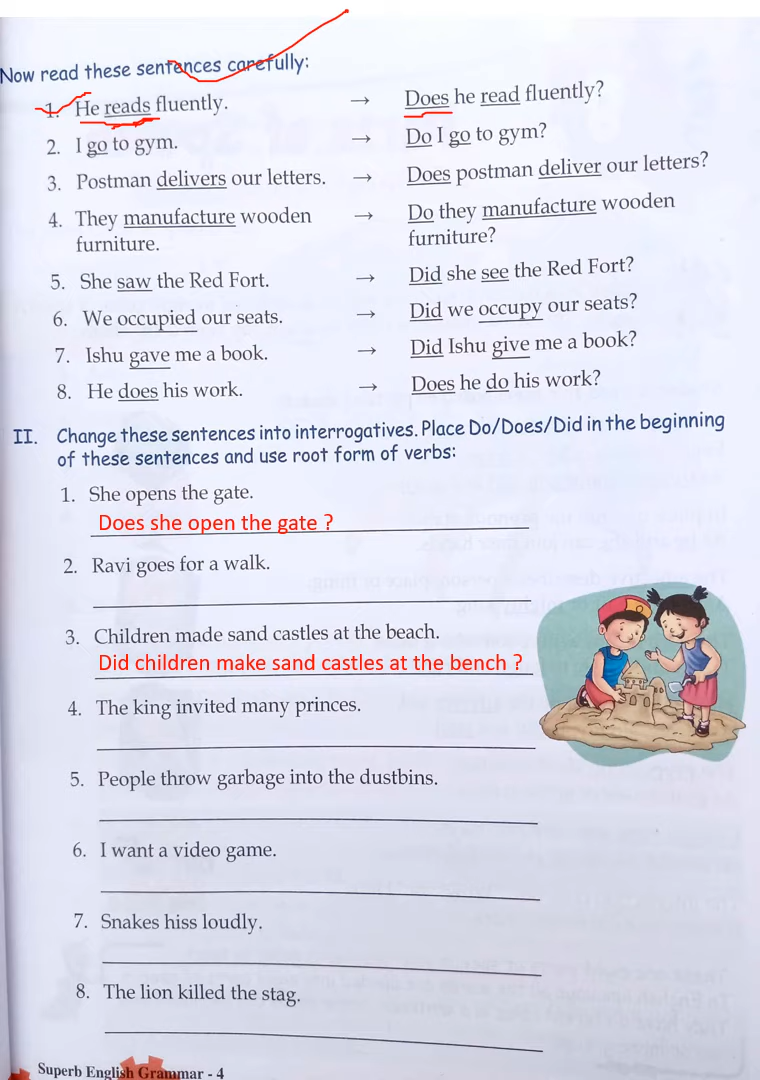 Now read these sentences carefully:
1. He reads fluently. → Does he read fluently?
2. I go to gym. → Do I go to gym?
3. Postman delivers our letters. → Does postman deliver our letters?
4. They manufacture wooden → Do they manufacture wooden
furniture. furniture?
5. She saw the Red Fort. → Did she see the Red Fort?
6. We occupied our seats. → Did we occupy our seats?
7. Ishu gave me a book. → Did Ishu give me a book?
8. He does his work. → Does he do his work?
II. Change these sentences into interrogatives. Place Do/Does/Did in the beginning
of these sentences and use root form of verbs:
1. She opens the gate.
Does she open the gate ?
2. Ravi goes for a walk.
3. Children made sand castles at the beach.
Did children make sand castles at the bench ?
4. The king invited many princes.
5. People throw garbage into the dustbins.
6. I want a video game.
7. Snakes hiss loudly.
8. The lion killed the stag.
Superb English Grammar - 4